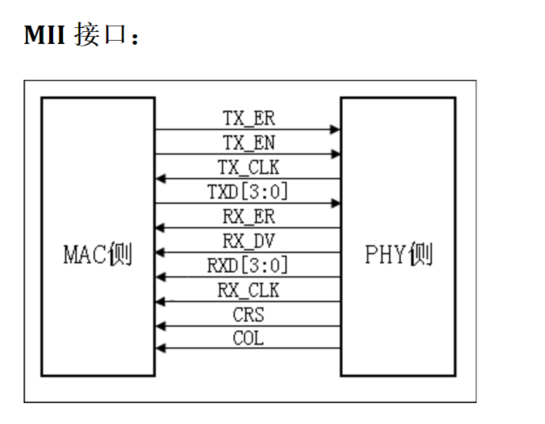 MII 接口：
TX_ER
TX_EN
TX_CLK
TXD[3:0]
RX_ER
MAC侧
RX_DV
PHY侧
RXD[3:0]
RX_CLK
CRS
COL